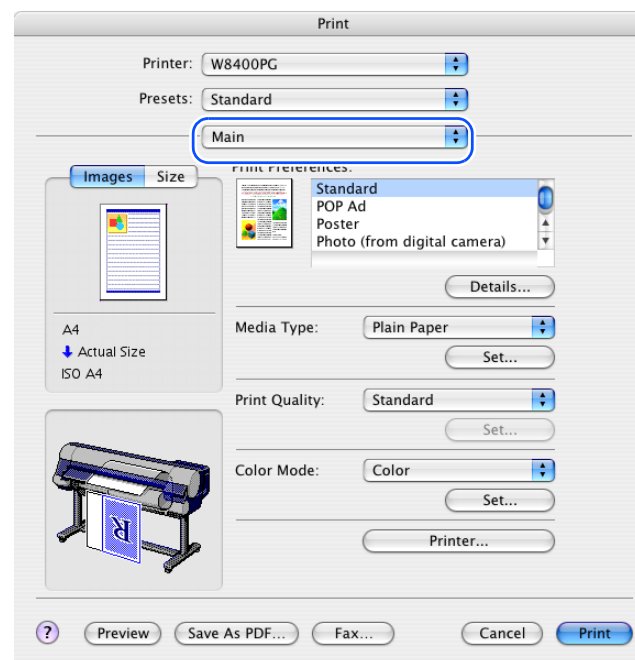 Print
Printer: W8400PG
Presets: Standard
Main
Images Size
Print Preferences:
Standard
POP Ad
Poster
Photo (from digital camera)
Details...
A4
Actual Size
ISO A4
Media Type: Plain Paper
Set...
Print Quality: Standard
Set...
Color Mode: Color
Set...
Printer...
R
? Preview Save As PDF... Fax... Cancel Print